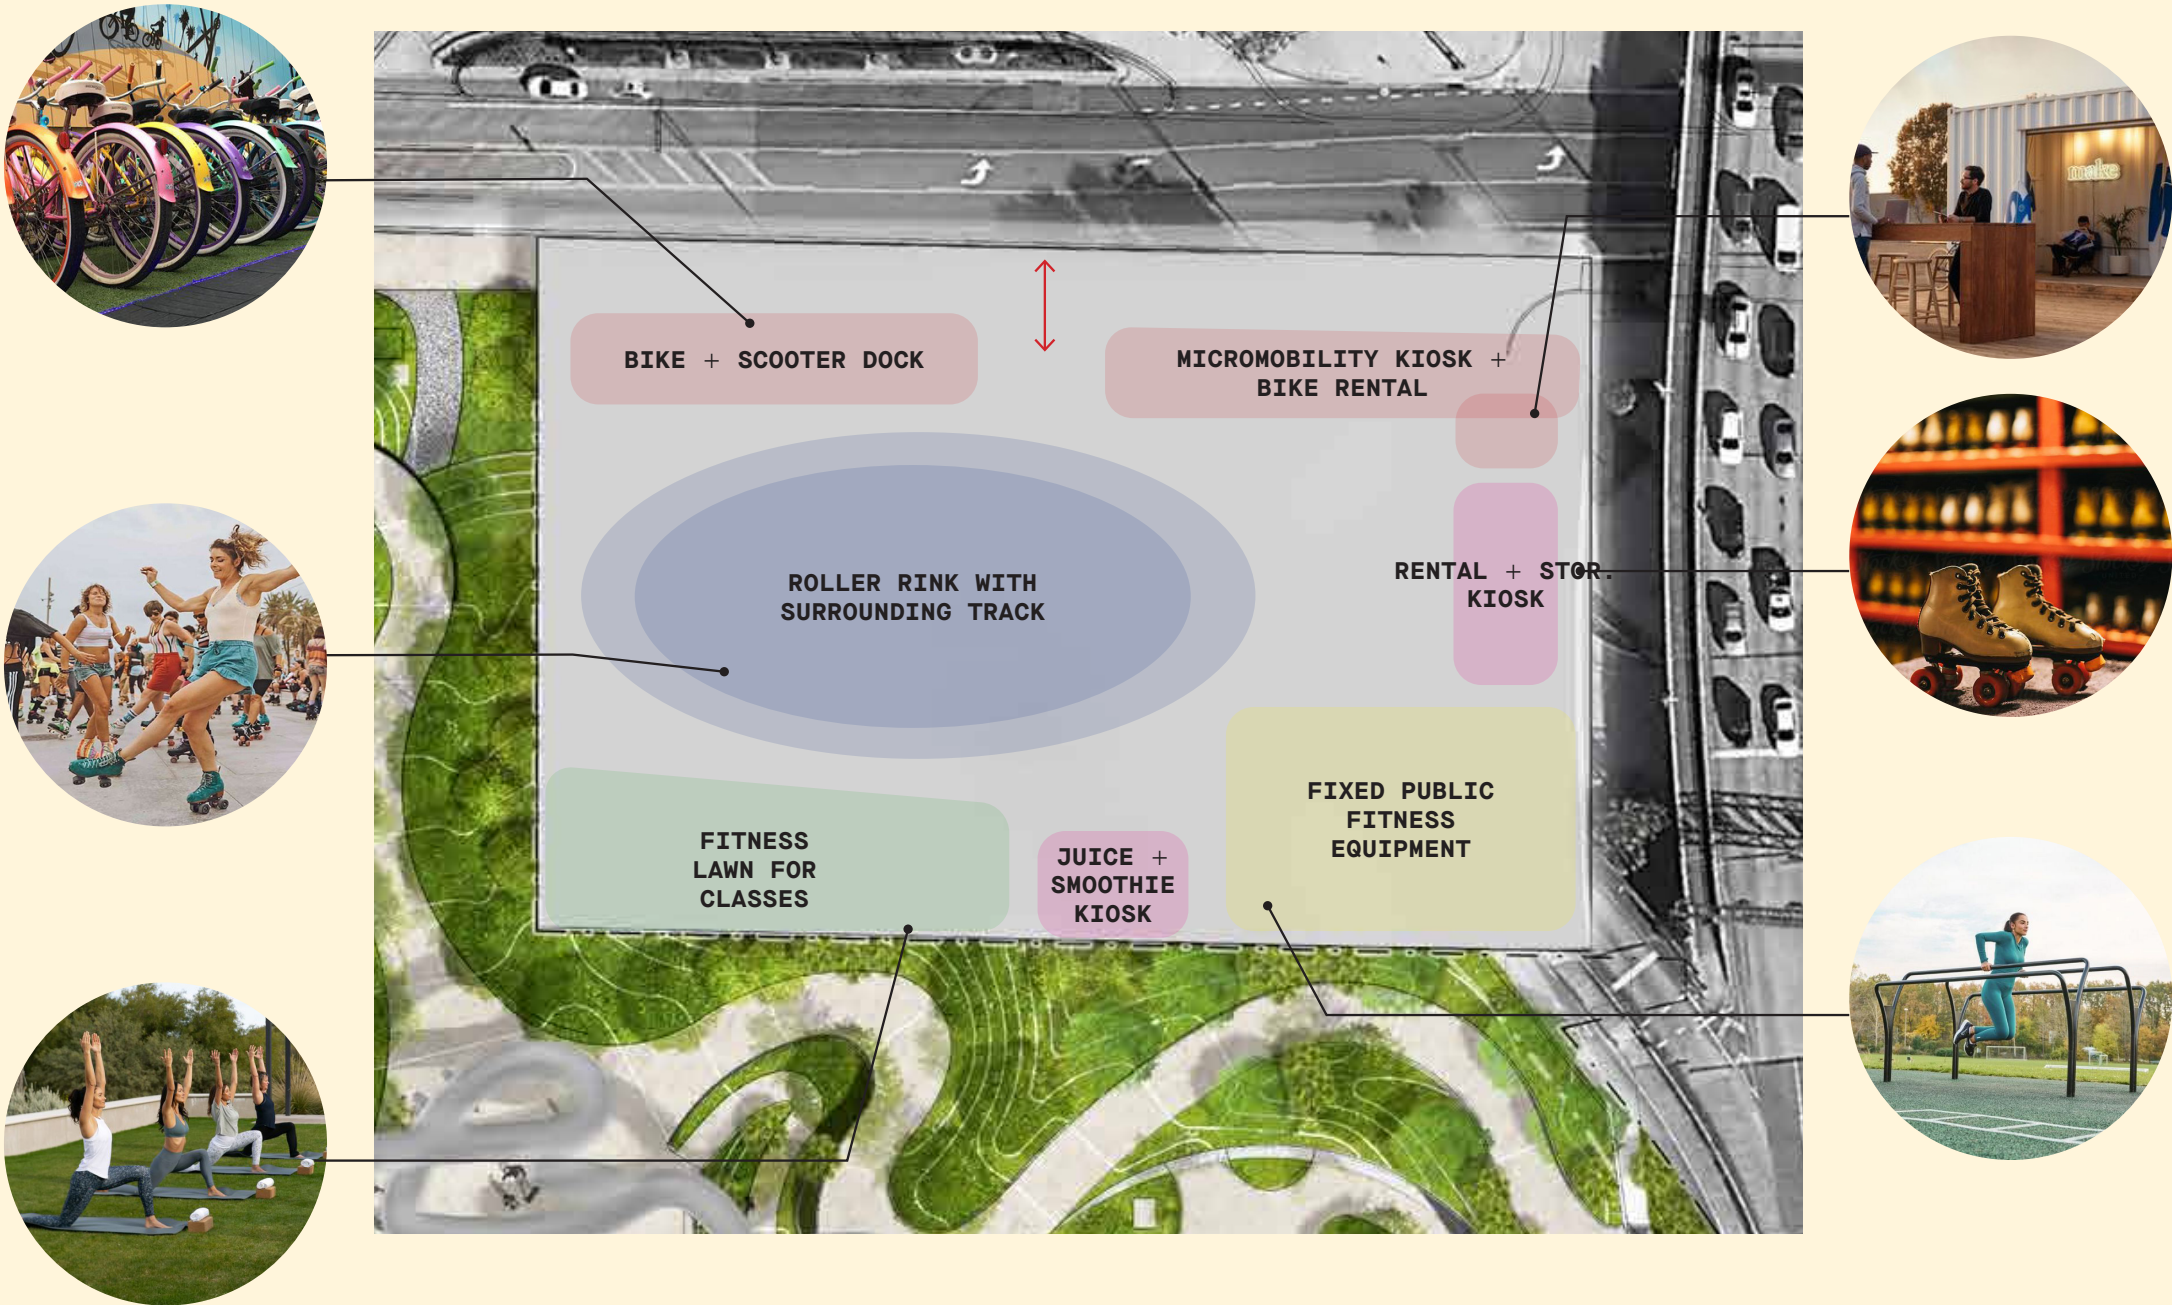 make
BIKE + SCOOTER DOCK
MICROMOBILITY KIOSK +
BIKE RENTAL
ROLLER RINK WITH
SURROUNDING TRACK
RENTAL + STOR.
KIOSK
FIXED PUBLIC
FITNESS
EQUIPMENT
FITNESS
LAWN FOR
CLASSES
JUICE +
SMOOTHIE
KIOSK